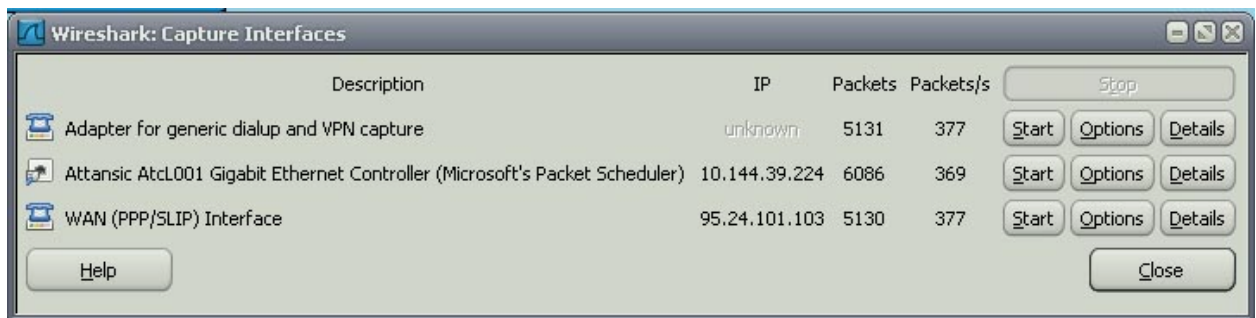 Wireshark: Capture Interfaces
Description IP Packets Packets/s Stop
Adapter for generic dialup and VPN capture unknown 5131 377 Start Options Details
Attansic AtcL001 Gigabit Ethernet Controller (Microsoft's Packet Scheduler) 10.144.39.224 6086 369 Start Options Details
WAN (PPP/SLIP) Interface 95.24.101.103 5130 377 Start Options Details
Help Close